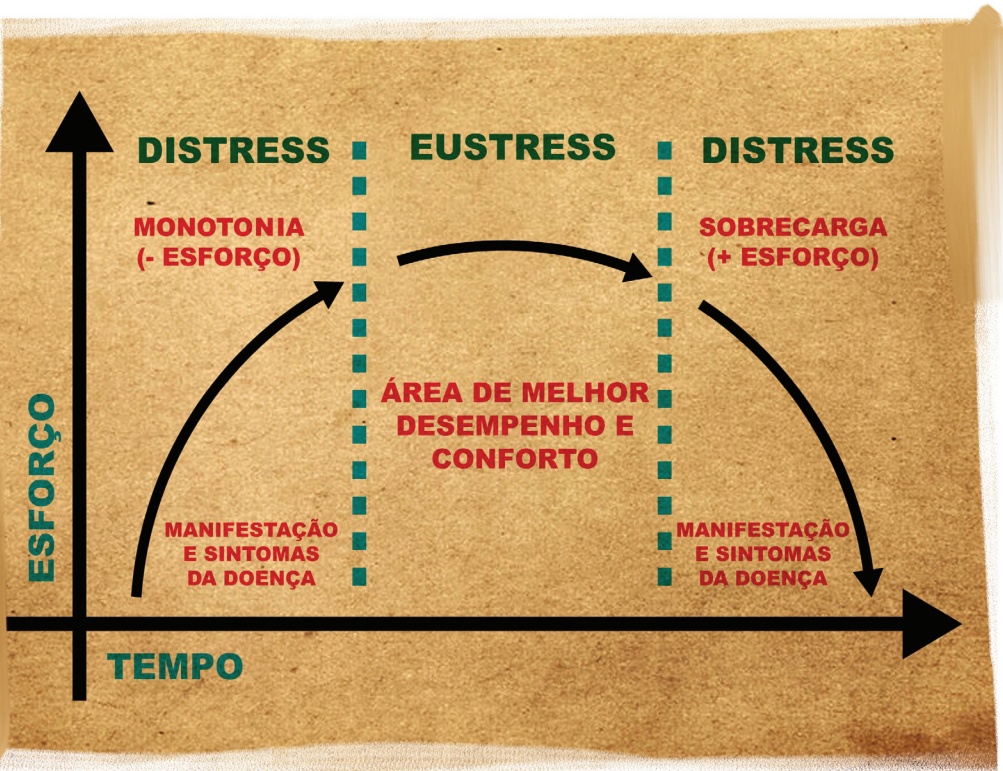 DISTRESS
EUSTRESS
DISTRESS
MONOTONIA
(- ESFORÇO)
SOBRECARGA
(+ ESFORÇO)
ÁREA DE MELHOR
DESEMPENHO E
CONFORTO
MANIFESTAÇÃO
E SINTOMAS
DA DOENÇA
MANIFESTAÇÃO
E SINTOMAS
DA DOENÇA
ESFORÇO
TEMPO